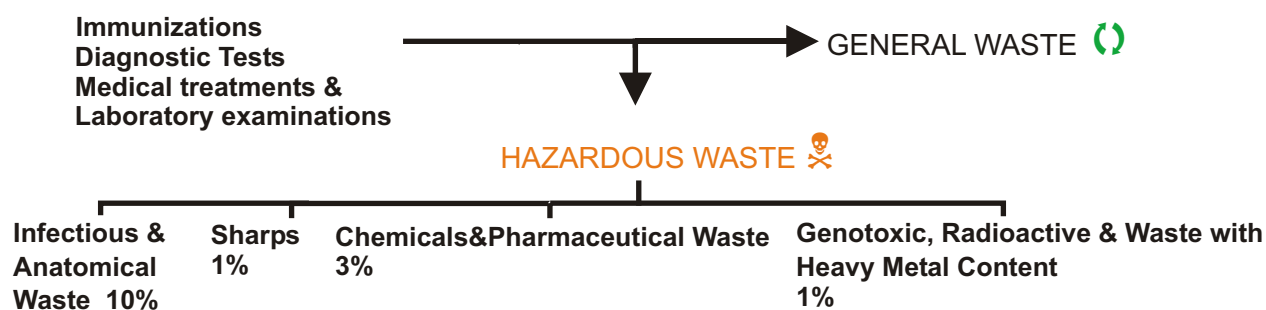 Immunizations
Diagnostic Tests
Medical treatments &
Laboratory examinations
GENERAL WASTE
HAZARDOUS WASTE
Infectious &
Anatomical
Waste 10%
Sharps
1%
Chemicals&Pharmaceutical Waste
3%
Genotoxic, Radioactive & Waste with
Heavy Metal Content
1%